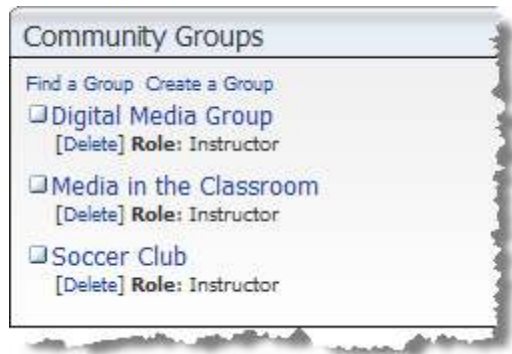 Community Groups
Find a Group Create a Group
Digital Media Group
[Delete] Role: Instructor
Media in the Classroom
[Delete] Role: Instructor
Soccer Club
[Delete] Role: Instructor